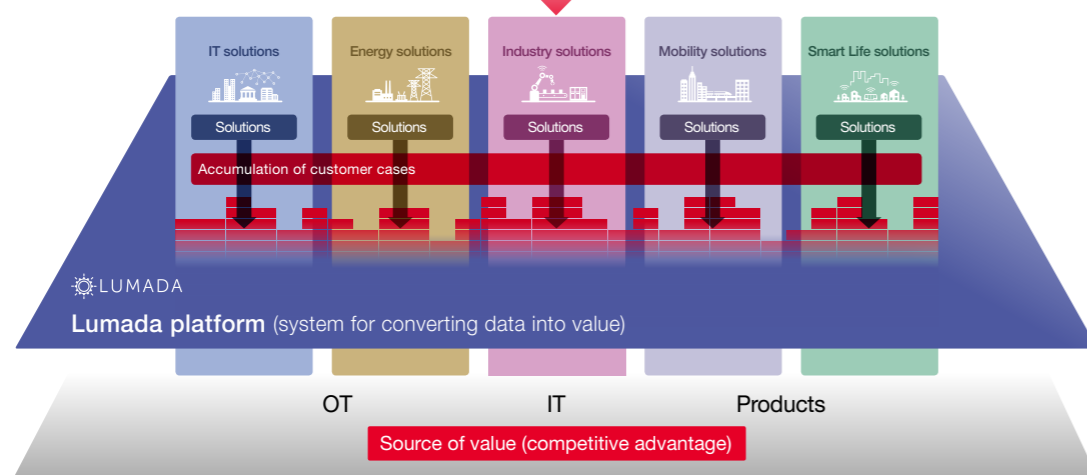 IT solutions
Energy solutions
Industry solutions
Mobility solutions
Smart Life solutions
Solutions
Solutions
Solutions
Solutions
Solutions
Accumulation of customer cases
LUMADA
Lumada platform (system for converting data into value)
OT
IT
Products
Source of value (competitive advantage)